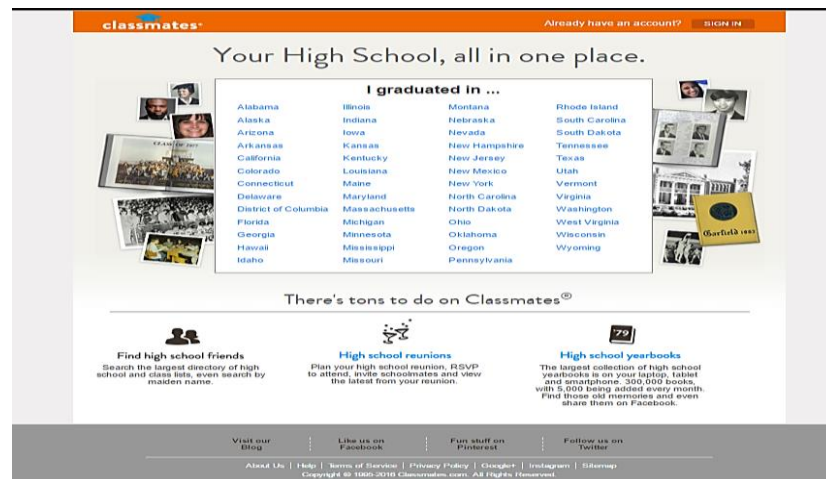 classmates
Already have an account? SIGN IN
Your High School, all in one place.
I graduated in ...
Alabama
Alaska
Arizona
Arkansas
California
Colorado
Connecticut
Delaware
District of Columbia
Florida
Georgia
Hawaii
Idaho
Illinois
Indiana
Iowa
Kansas
Kentucky
Louisiana
Maine
Maryland
Massachusetts
Michigan
Minnesota
Mississippi
Missouri
Montana
Nebraska
Nevada
New Hampshire
New Jersey
New Mexico
New York
North Carolina
North Dakota
Ohio
Oklahoma
Oregon
Pennsylvania
Rhode Island
South Carolina
South Dakota
Tennessee
Texas
Utah
Vermont
Virginia
Washington
West Virginia
Wisconsin
Wyoming
Garfield
There's tons to do on Classmates®
Find high school friends
Search the largest directory of high
school and class lists, even search by
maiden name.
High school reunions
Plan your high school reunion, RSVP
to attend, invite schoolmates and view
the latest from your reunion.
'79
High school yearbooks
The largest collection of high school
yearbooks is on your laptop, tablet
and smartphone. 300,000 books,
with 5,000 being added every month.
Find those old memories and even
share them on Facebook.
Visit our
Blog
Like us on
Facebook
Fun stuff on
Pinterest
Follow us on
Twitter
About Us | Help | Terms of Service | Privacy Policy | Google+ | Instagram | Sitemap
Copyright © 1995-2016 Classmates.com. All Rights Reserved.